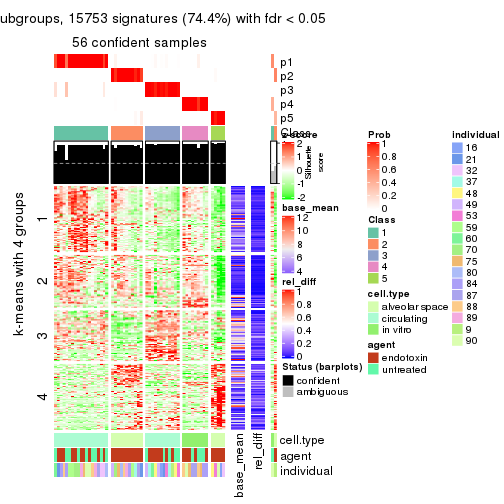 ubgroups, 15753 signatures (74.4%) with fdr < 0.05
56 confident samples
p1
p2
p3
p4
p5
Class
k-means with 4 groups
1
2
3
4
z-score
2
1
0
-1
-2
Silhouette
score
base_mean
12
10
8
6
4
rel_diff
1
0.8
0.6
0.4
0.2
0
Status (barplots)
confident
ambiguous
Prob
1
0.8
0.6
0.4
0.2
0
Class
1
2
3
4
5
cell.type
alveolar space
circulating
in vitro
agent
endotoxin
untreated
individual
16
21
32
37
48
49
53
59
60
70
75
80
84
87
88
89
9
90
cell.type
agent
individual
base_mean
rel_diff